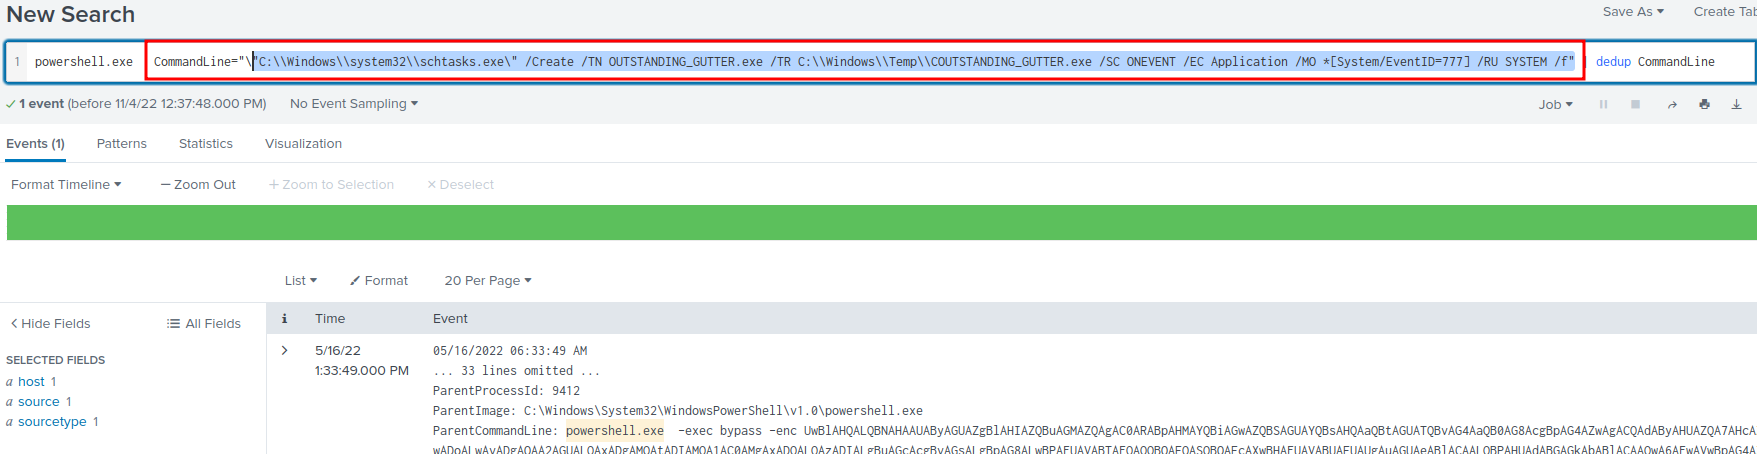 New Search
Save As
Create Tab
1 powershell.exe CommandLine="\"C:\\Windows\\system32\\schtasks.exe\" /Create /TN OUTSTANDING_GUTTER.exe /TR C:\\Windows\\Temp\\COUTSTANDING_GUTTER.exe /SC ONEVENT /EC Application /MO *[System/EventID=777] /RU SYSTEM /f" dedup CommandLine
1 event (before 11/4/22 12:37:48.000 PM) No Event Sampling
Job
Events (1) Patterns Statistics Visualization
Format Timeline — Zoom Out + Zoom to Selection × Deselect
List Format 20 Per Page
< Hide Fields All Fields i Time Event
SELECTED FIELDS
a host 1
a source 1
a sourcetype 1
> 5/16/22 05/16/2022 06:33:49 AM
1:33:49.000 PM ... 33 lines omitted ...
ParentProcessId: 9412
ParentImage: C:\Windows\System32\WindowsPowerShell\v1.0\powershell.exe
ParentCommandLine: powershell.exe -exec bypass -enc